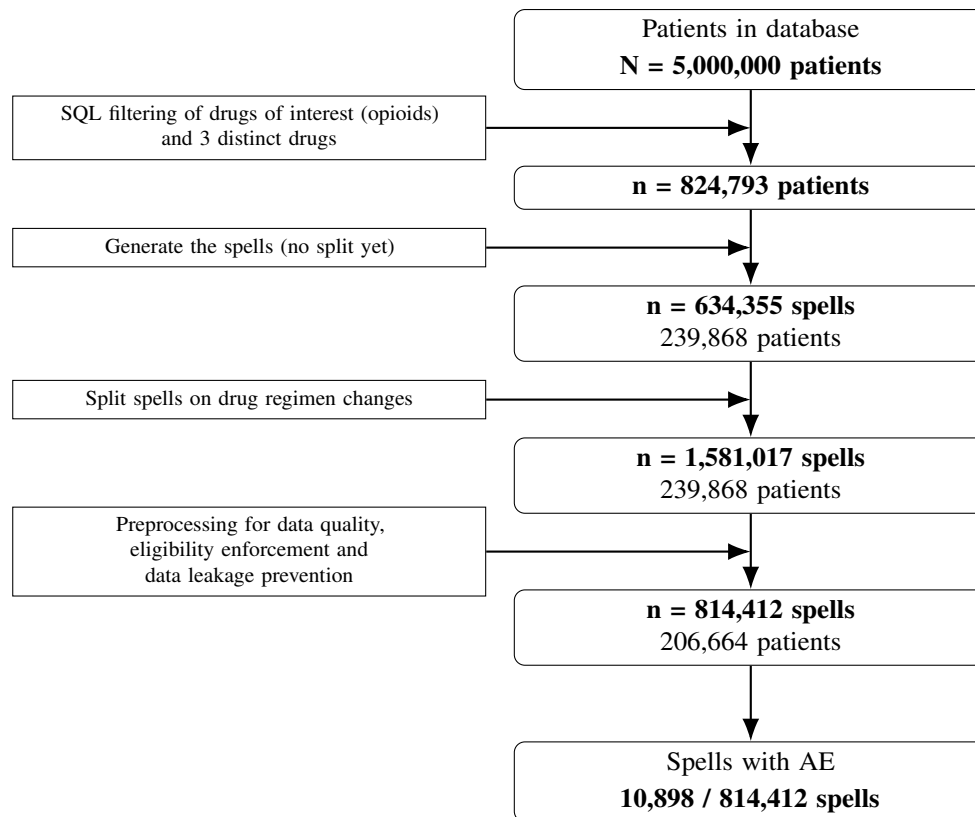 Patients in database
N = 5,000,000 patients
SQL filtering of drugs of interest (opioids)
and 3 distinct drugs
n = 824,793 patients
Generate the spells (no split yet)
n = 634,355 spells
239,868 patients
Split spells on drug regimen changes
n = 1,581,017 spells
239,868 patients
Preprocessing for data quality,
eligibility enforcement and
data leakage prevention
n = 814,412 spells
206,664 patients
Spells with AE
10,898 / 814,412 spells